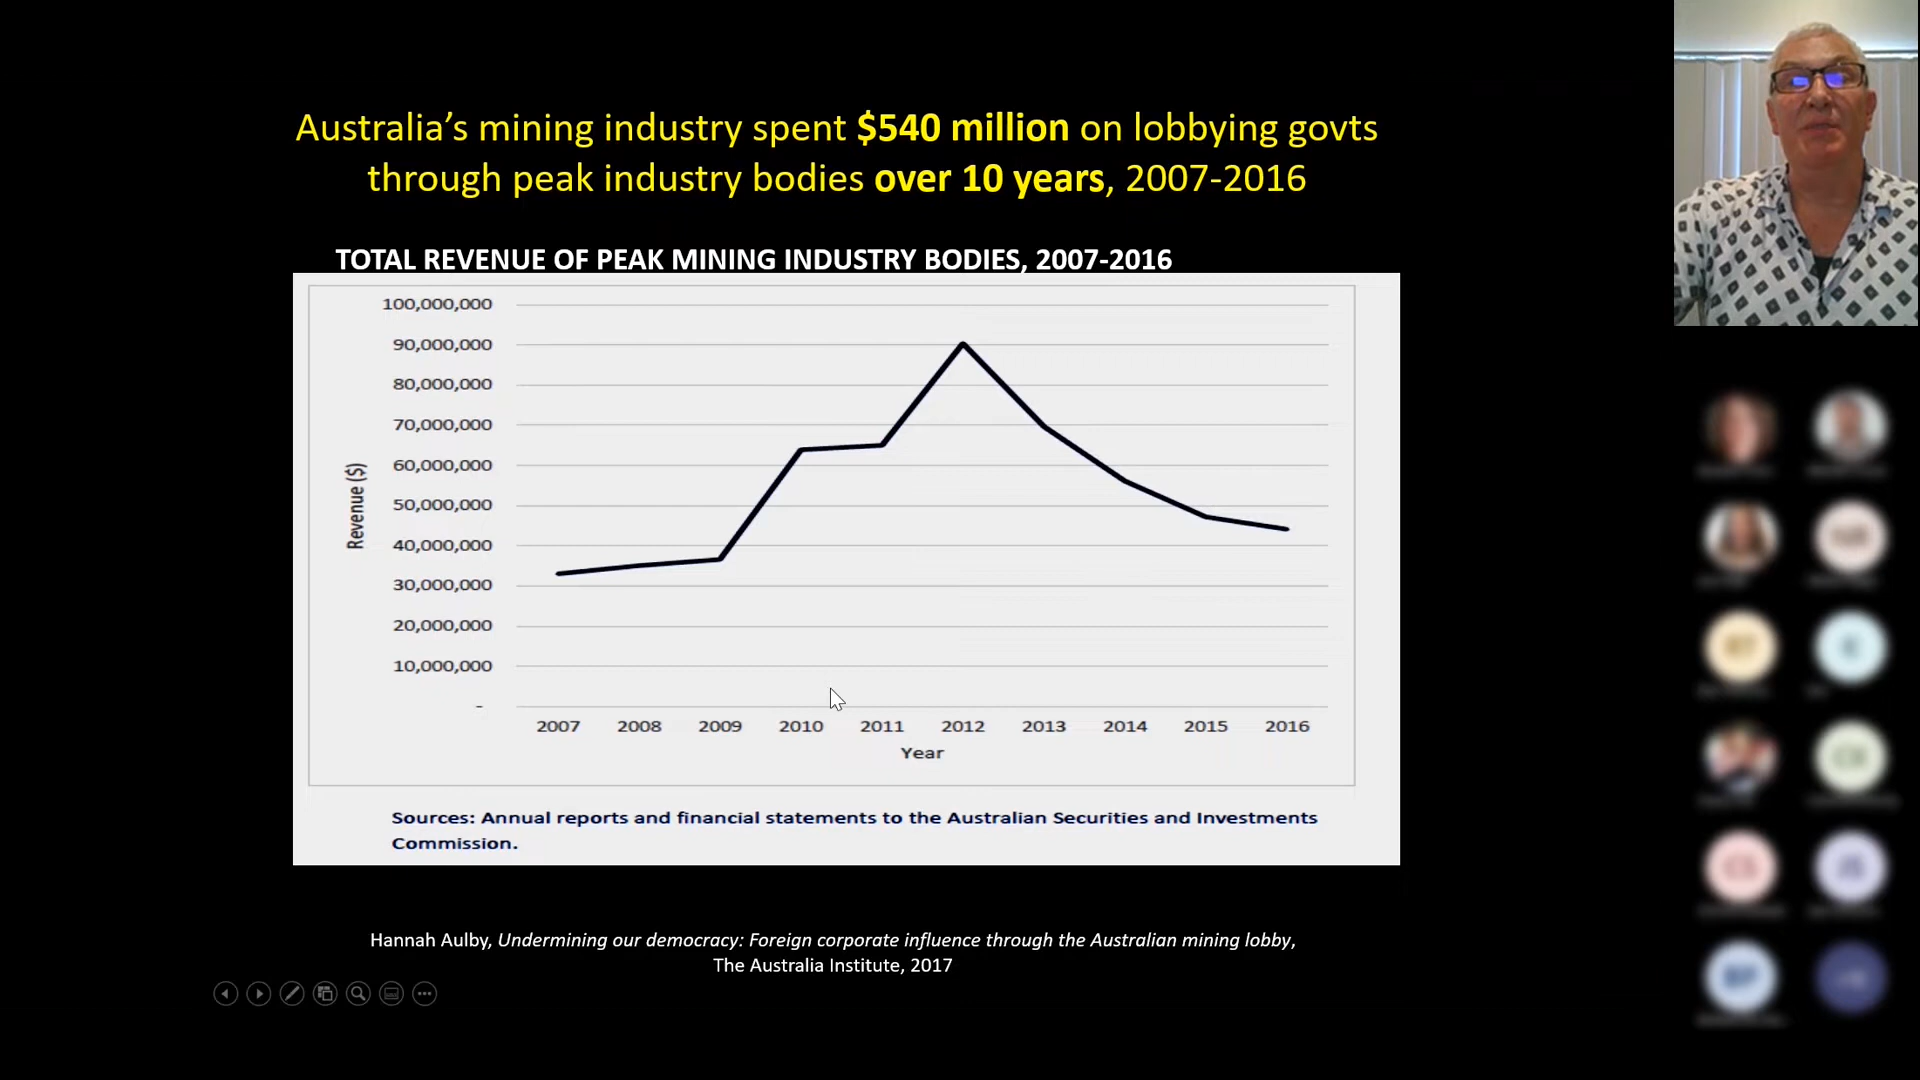 Australia's mining industry spent $540 million on lobbying govts
through peak industry bodies over 10 years, 2007-2016
TOTAL REVENUE OF PEAK MINING INDUSTRY BODIES, 2007-2016
100,000,000
90,000,000
80,000,000
70,000,000
60,000,000
50,000,000
40,000,000
30,000,000
20,000,000
10,000,000
-
Revenue ($)
2007 2008 2009 2010 2011 2012 2013 2014 2015 2016
Year
Sources: Annual reports and financial statements to the Australian Securities and Investments
Commission.
Hannah Aulby, Undermining our democracy: Foreign corporate influence through the Australian mining lobby,
The Australia Institute, 2017